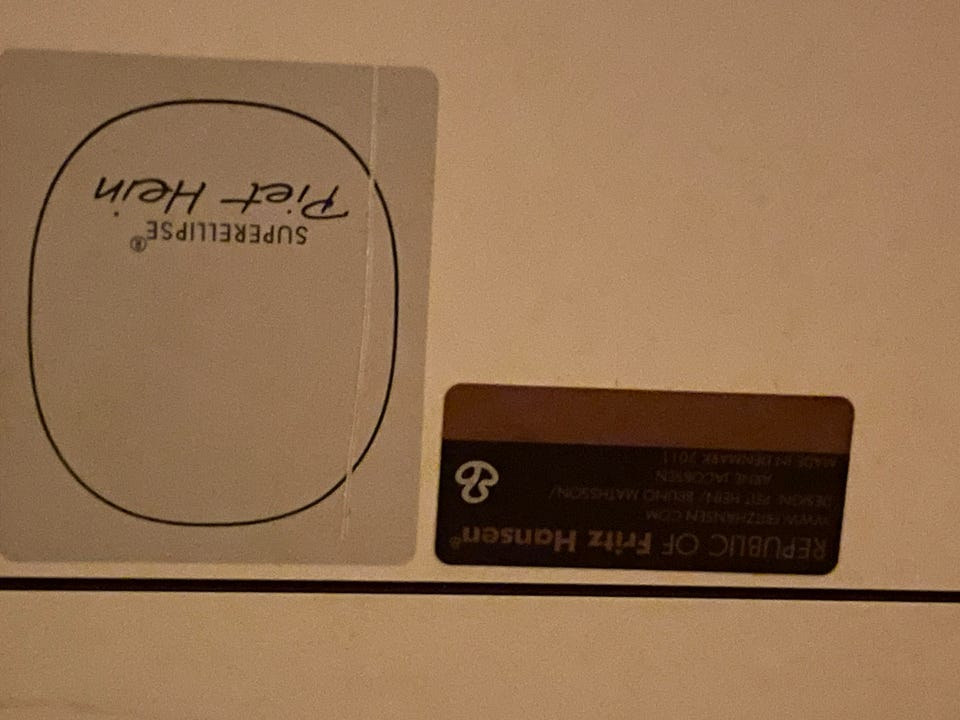 SUPERELLIPSE®
Piet Hein
REPUBLIC OF Fritz Hansen®
WWW.FRITZHANSEN.COM
DESIGN: PIET HEIN/ BRUNO MATHSSON/
ARNE JACOBSEN
MADE IN DENMARK 2011